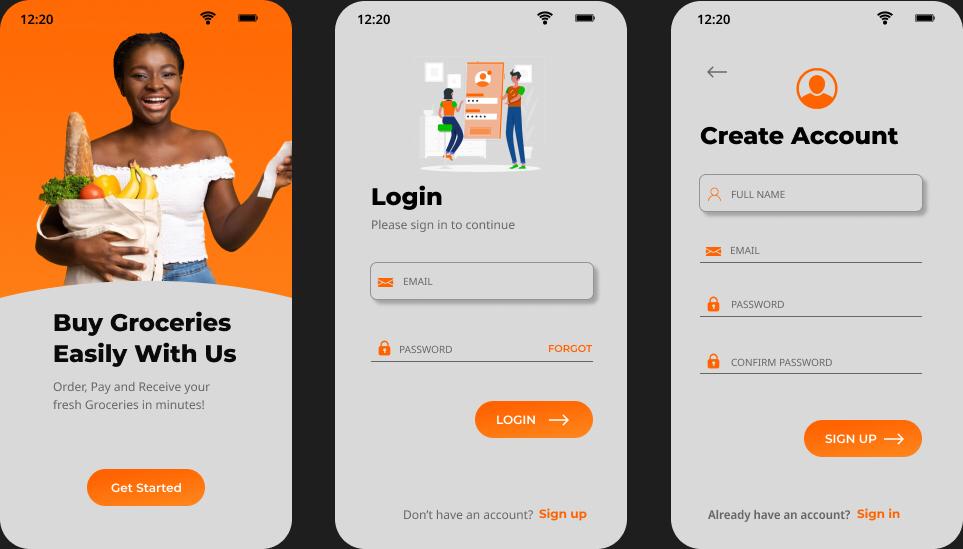 12:20
Buy Groceries
Easily With Us
Order, Pay and Receive your
fresh Groceries in minutes!
Get Started
12:20
Login
Please sign in to continue
EMAIL
PASSWORD FORGOT
LOGIN
Don't have an account? Sign up
12:20
Create Account
FULL NAME
EMAIL
PASSWORD
CONFIRM PASSWORD
SIGN UP
Already have an account? Sign in